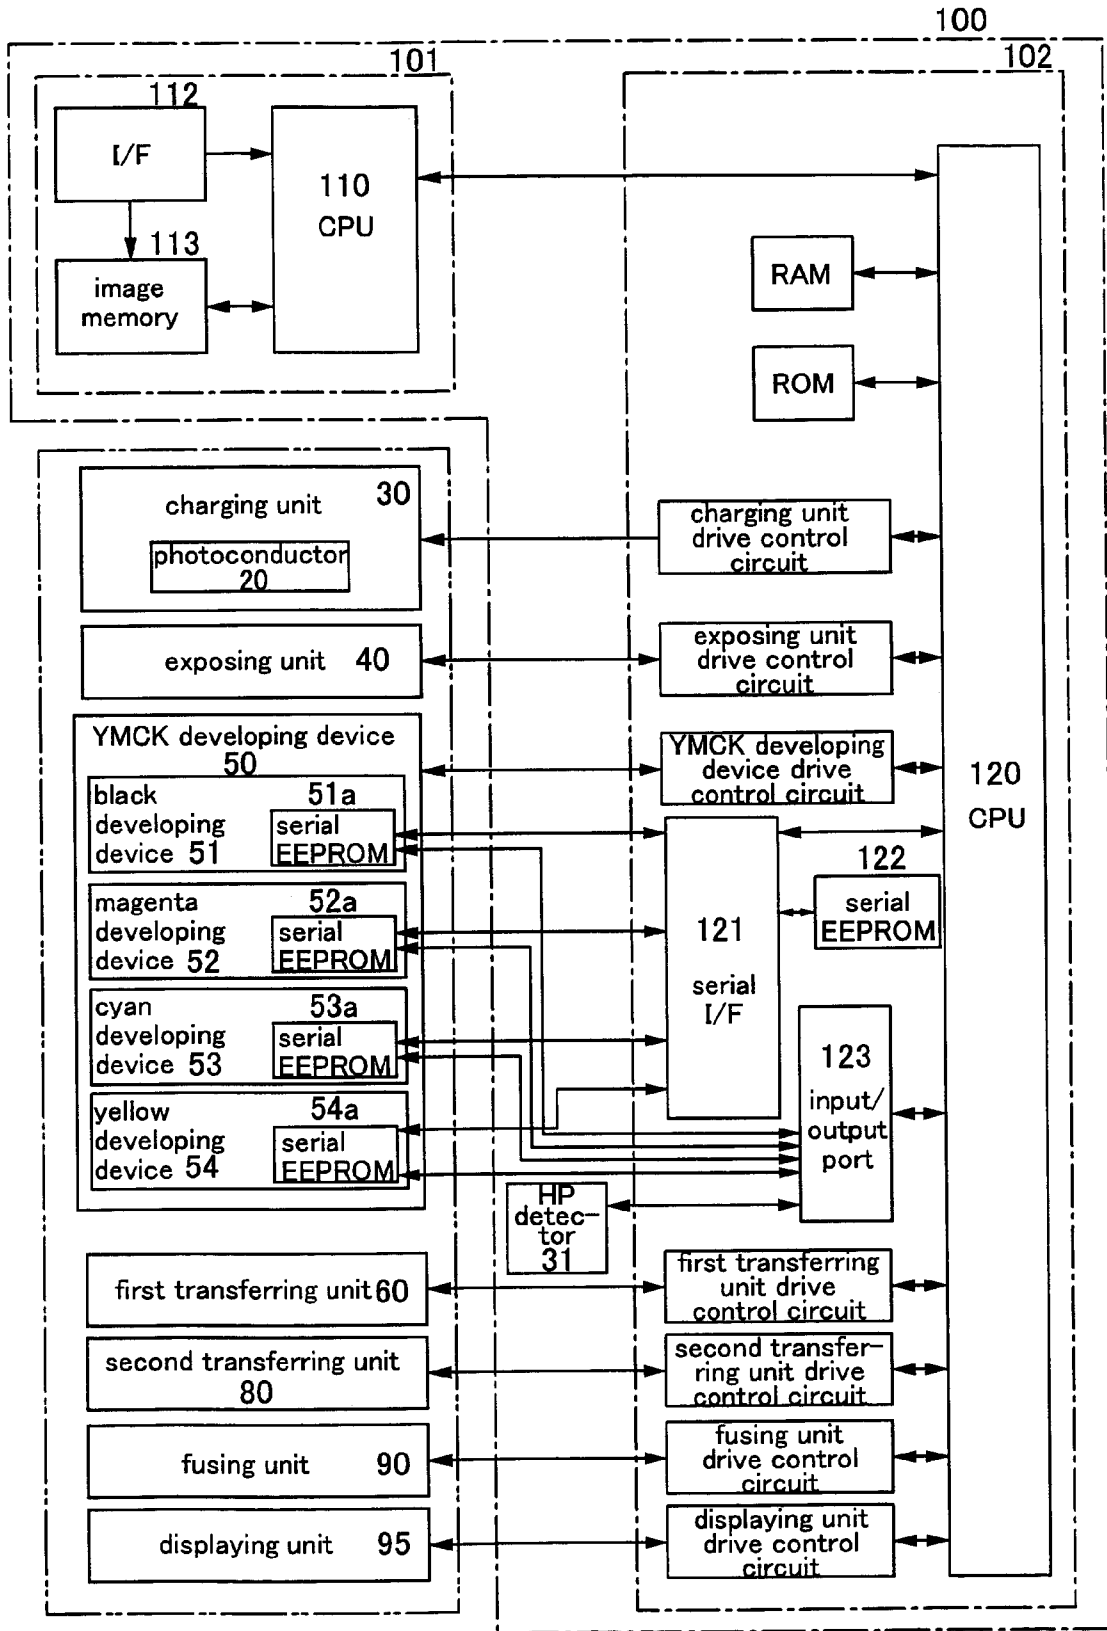 100
101
102
112
I/F
110
CPU
113
image
memory
RAM
ROM
charging unit
30
photoconductor
20
charging unit
drive control
circuit
exposing unit 40
exposing unit
drive control
circuit
YMCK developing device
50
YMCK developing
device drive
control circuit
120
CPU
black
developing
device 51
51a
serial
EEPROM
magenta
developing
device 52
52a
serial
EEPROM
cyan
developing
device 53
53a
serial
EEPROM
yellow
developing
device 54
54a
serial
EEPROM
121
serial
I/F
122
serial
EEPROM
123
input/
output
port
HP
detec-
tor
31
first transferring unit 60
first transferring
unit drive
control circuit
second transferring unit
80
second transfer-
ring unit drive
control circuit
fusing unit 90
fusing unit
drive control
circuit
displaying unit 95
displaying unit
drive control
circuit